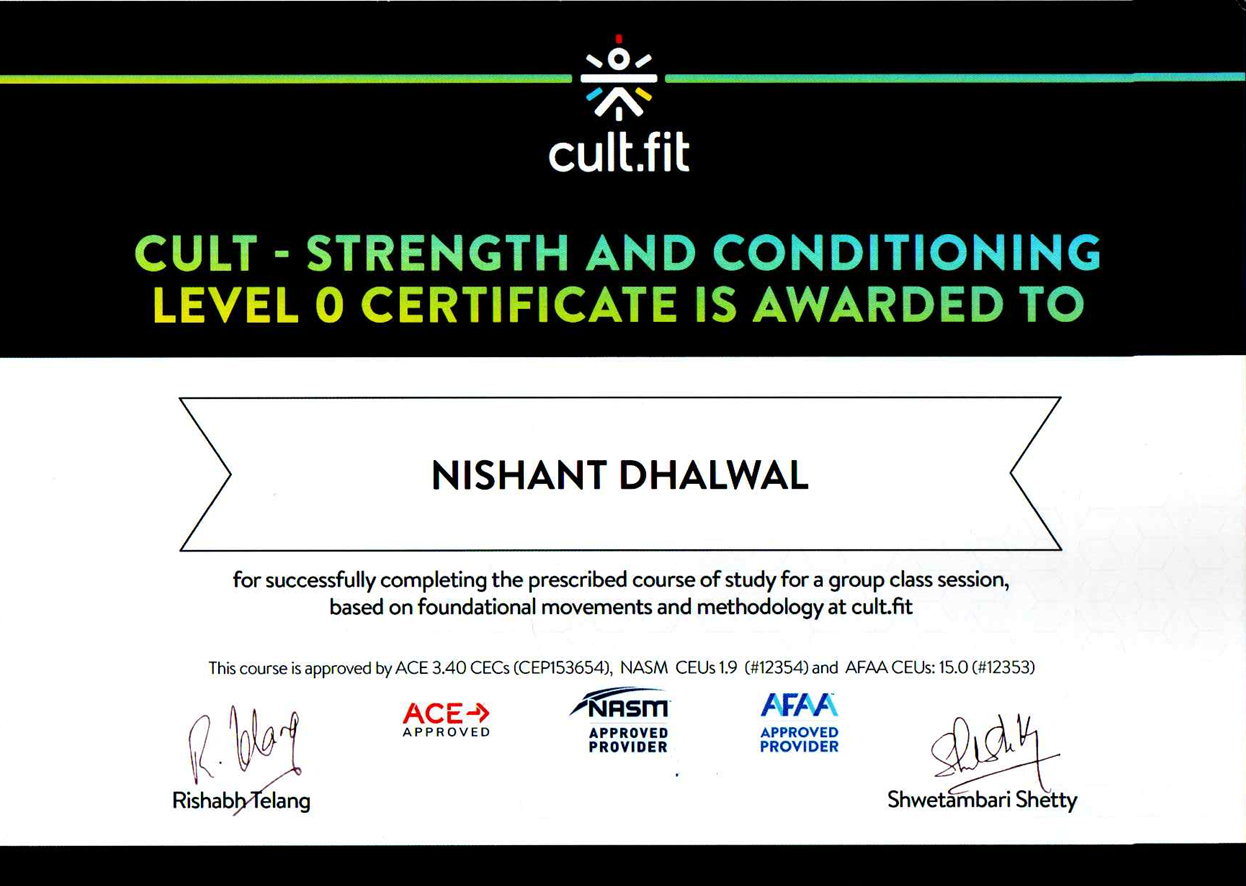 cult.fit
CULT - STRENGTH AND CONDITIONING
LEVEL 0 CERTIFICATE IS AWARDED TO
NISHANT DHALWAL
for successfully completing the prescribed course of study for a group class session,
based on foundational movements and methodology at cult.fit
This course is approved by ACE 3.40 CECs (CEP153654), NASM CEUs 1.9 (#12354) and AFAA CEUs: 15.0 (#12353)
R. Telang
ACE
APPROVED
NASM
APPROVED
PROVIDER
AFAA
APPROVED
PROVIDER
Rishabh Telang
Shwetambari Shetty